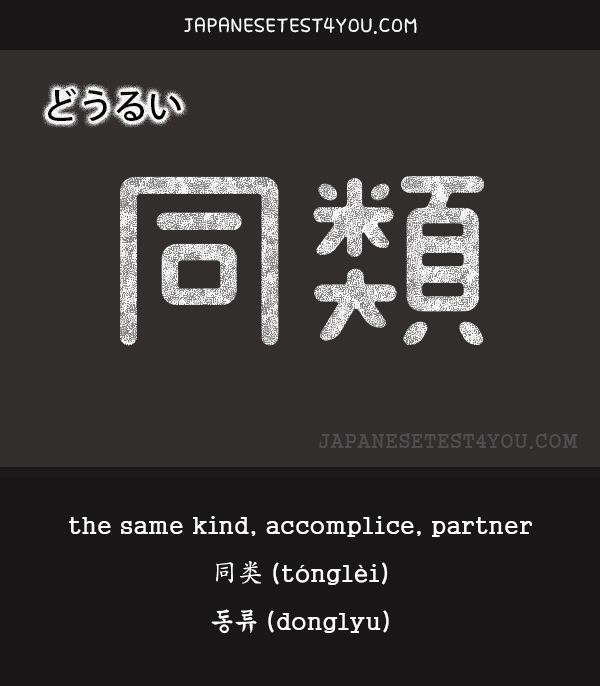 JAPANESETEST4YOU.COM
どうるい
同類
JAPANESETEST4YOU.COM
the same kind, accomplice, partner
同类 (tónglèi)
동류 (donglyu)